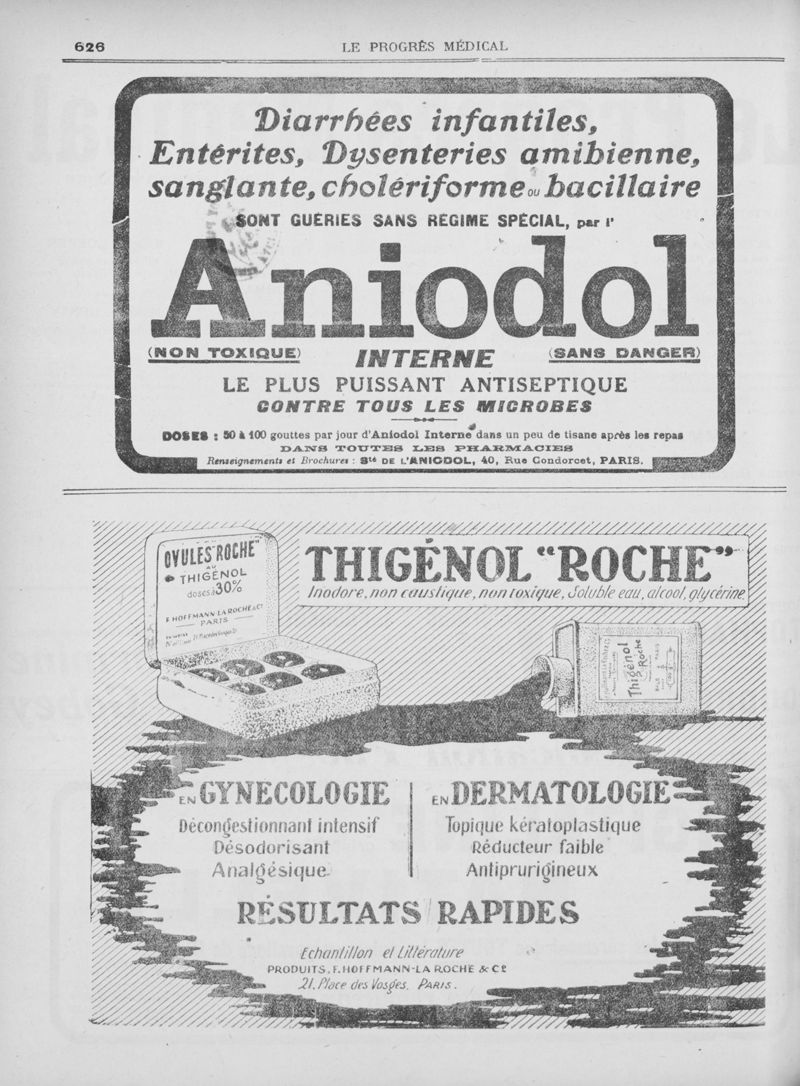 626
LE PROGRÈS MÉDICAL
Diarrhées infantiles,
Entérites, Dysenteries amibienne,
sanglante, cholériforme ou bacillaire
SONT GUÉRIES SANS RÉGIME SPÉCIAL, par l'
Aniodol
(NON TOXIQUE)
INTERNE
(SANS DANGER)
LE PLUS PUISSANT ANTISEPTIQUE
CONTRE TOUS LES MICROBES
DOSES : 50 à 100 gouttes par jour d'Aniodol Interne dans un peu de tisane après les repas
DANS TOUTES LES PHARMACIES
Renseignements et Brochures : Sté DE L'ANIODOL, 40, Rue Condorcet, PARIS.
OVULES "ROCHE"
AU
THIGÉNOL
dosés à 30%
F. HOFFMANN-LA ROCHE & Cº
PARIS
THIGÉNOL "ROCHE"
Inodore, non caustique, non toxique, Soluble eau, alcool, glycérine
Thigénol
Roche
EN GYNECOLOGIE
Décongestionnant intensif
Désodorisant
Analgésique
EN DERMATOLOGIE
Topique kératoplastique
Réducteur faible
Antiprurigineux
RÉSULTATS RAPIDES
Echantillon et Littérature
PRODUITS. F. HOFFMANN-LA ROCHE & Cº
21, Place des Vosges, PARIS.